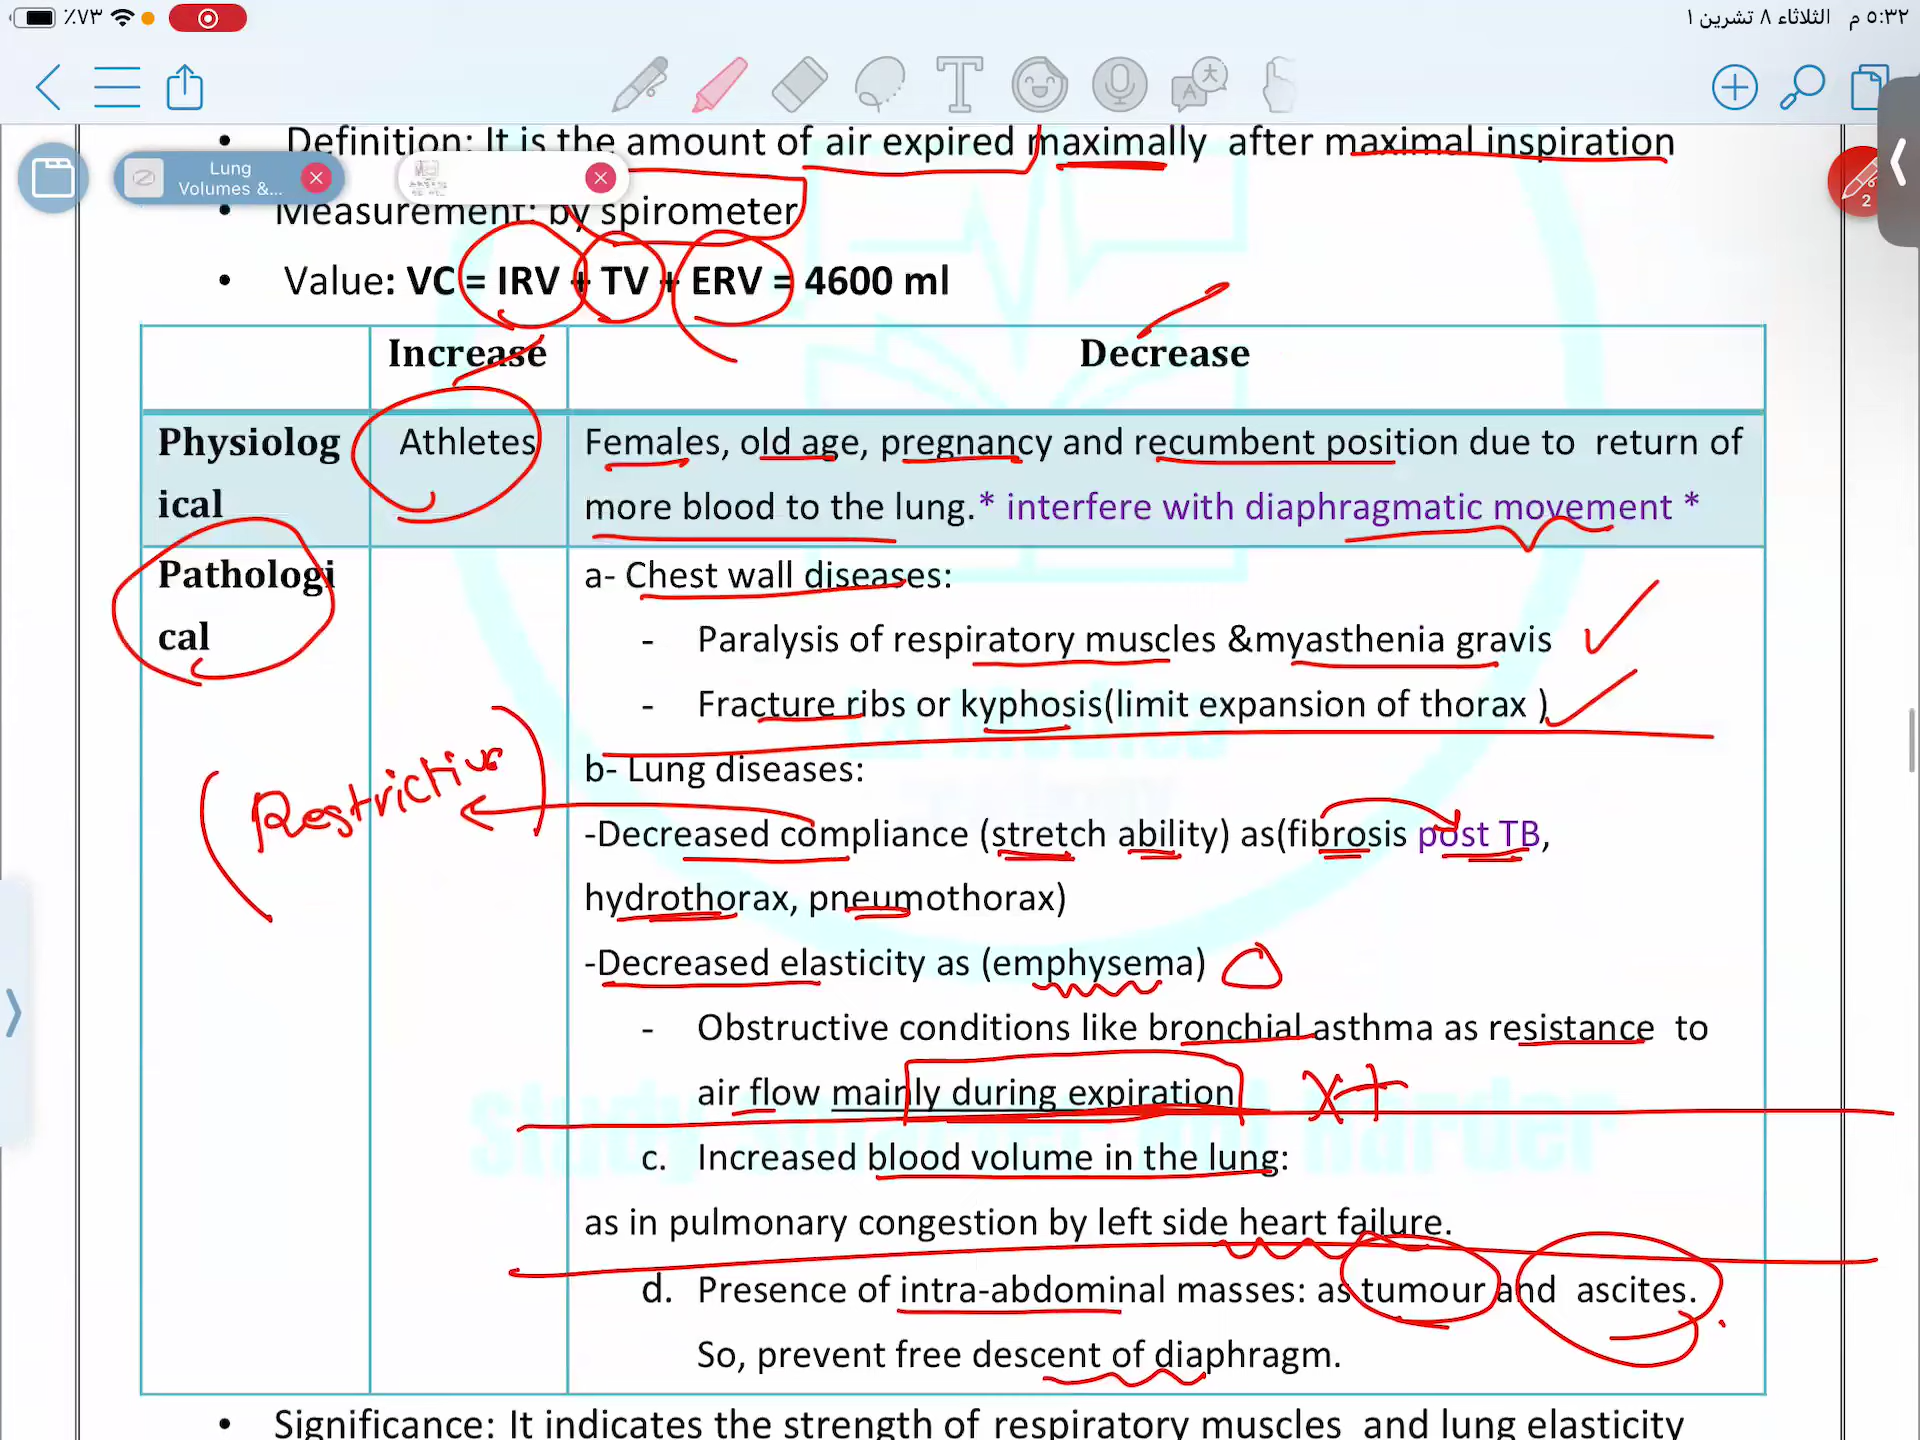 ٪٧٣
٥:٣٢ م الثلاثاء ٨ تشرين ١
Definition: It is the amount of air expired maximally after maximal inspiration
Lung
Volumes &...
2
Measurement: by spirometer
Value: VC = IRV + TV + ERV = 4600 ml
Increase Decrease
Physiolog Athletes Females, old age, pregnancy and recumbent position due to return of
ical more blood to the lung.* interfere with diaphragmatic movement *
Pathologi a- Chest wall diseases:
cal - Paralysis of respiratory muscles &myasthenia gravis
- Fracture ribs or kyphosis(limit expansion of thorax )
b- Lung diseases:
(Restrictive)
-Decreased compliance (stretch ability) as(fibrosis post TB,
hydrothorax, pneumothorax)
-Decreased elasticity as (emphysema)
- Obstructive conditions like bronchial asthma as resistance to
air flow mainly during expiration
c. Increased blood volume in the lung:
as in pulmonary congestion by left side heart failure.
d. Presence of intra-abdominal masses: as tumour and ascites.
So, prevent free descent of diaphragm.
Significance: It indicates the strength of respiratory muscles and lung elasticity